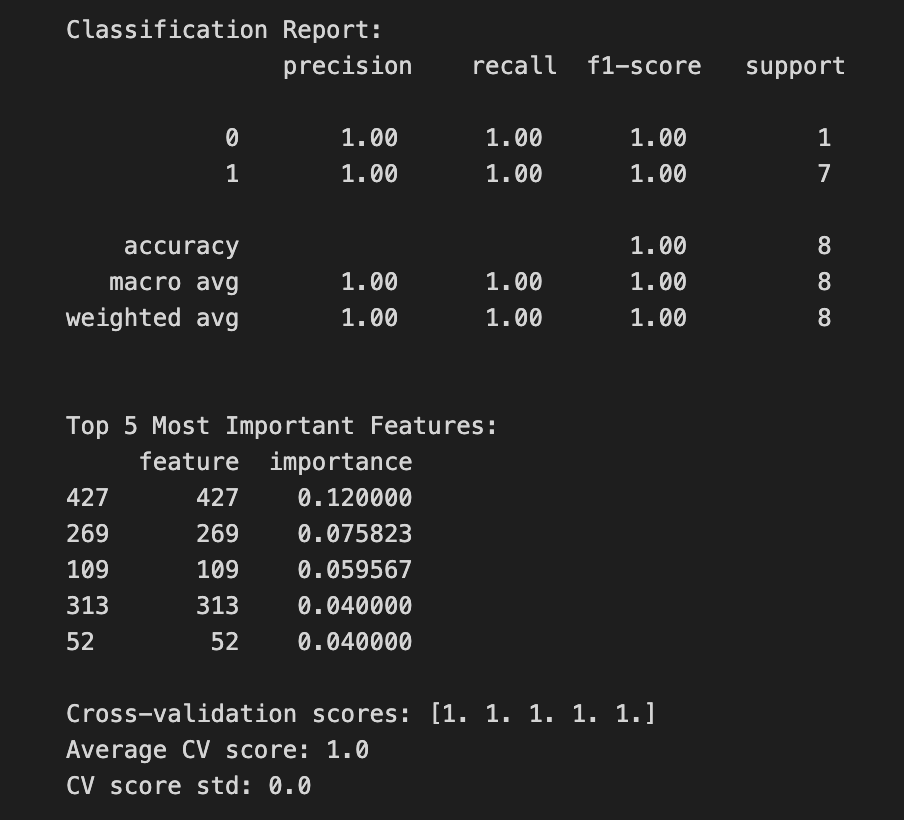 Classification Report:
precision recall f1-score support
0 1.00 1.00 1.00 1
1 1.00 1.00 1.00 7
accuracy 1.00 8
macro avg 1.00 1.00 1.00 8
weighted avg 1.00 1.00 1.00 8
Top 5 Most Important Features:
feature importance
427 427 0.120000
269 269 0.075823
109 109 0.059567
313 313 0.040000
52 52 0.040000
Cross-validation scores: [1. 1. 1. 1. 1.]
Average CV score: 1.0
CV score std: 0.0